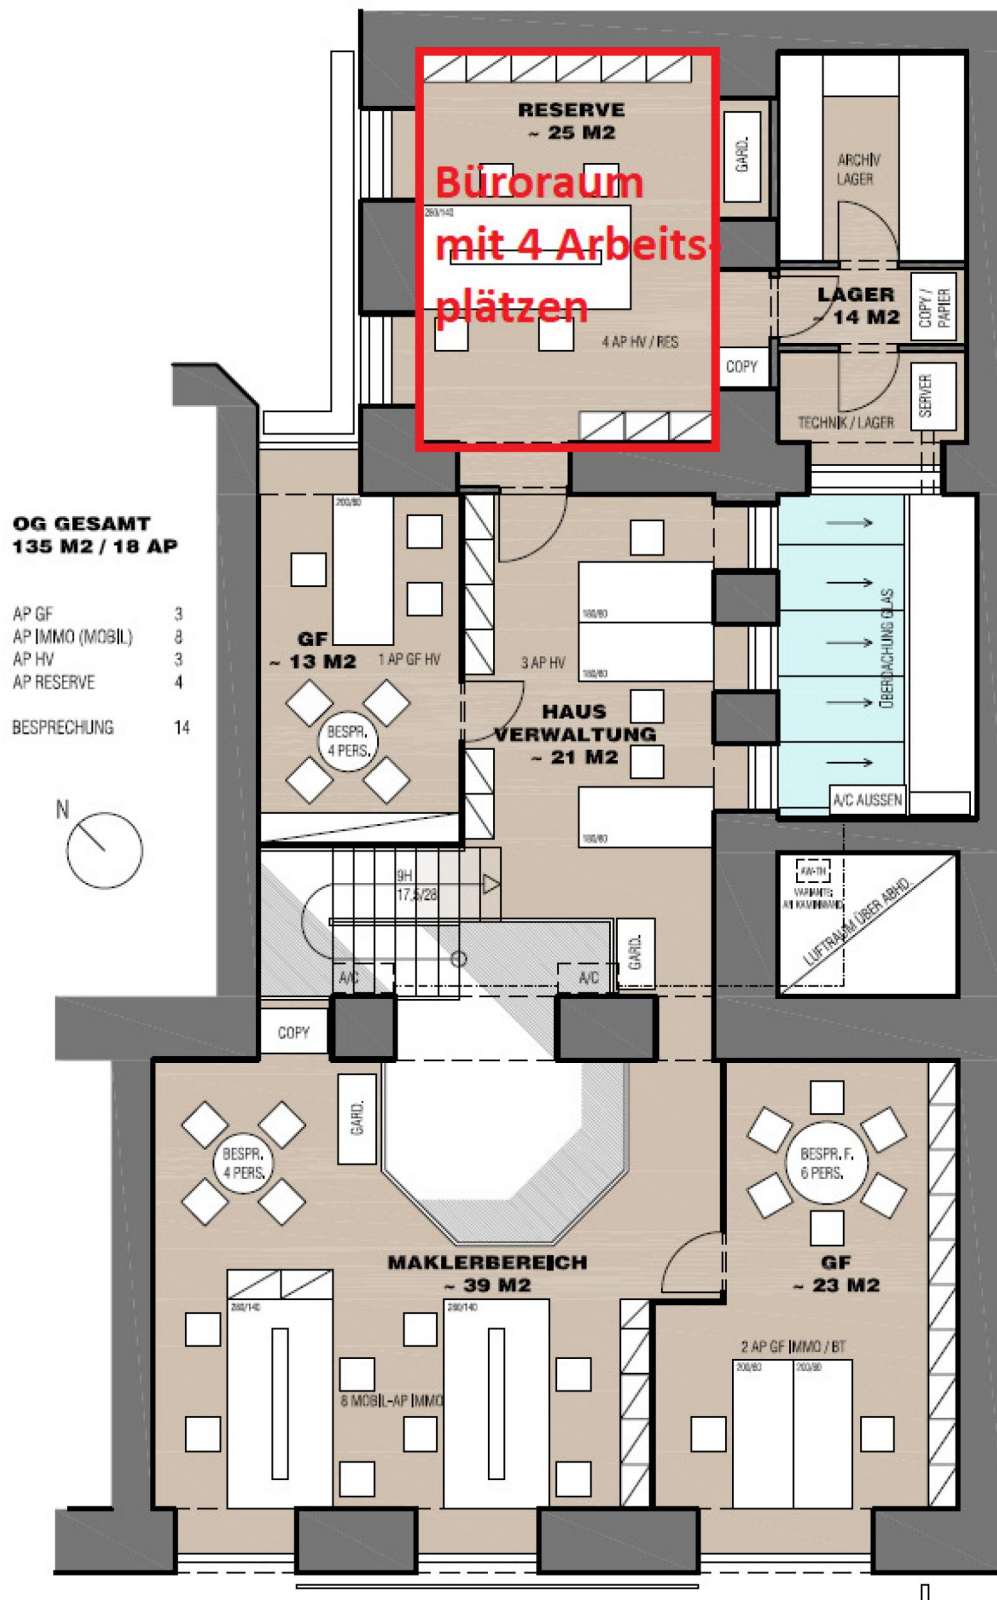 RESERVE
~ 25 M2
Büroraum
mit 4 Arbeits-
plätzen
280/140
4 AP HV / RES
GARD.
ARCHIV
LAGER
LAGER
~ 14 M2
COPY /
PAPIER
COPY
SERVER
TECHNIK / LAGER
OG GESAMT
135 M2 / 18 AP
AP GF 3
AP IMMO (MOBIL) 8
AP HV 3
AP RESERVE 4
BESPRECHUNG 14
N
200/80
GF
~ 13 M2
1 AP GF HV
BESPR.
4 PERS.
180/80
180/80
3 AP HV
HAUS
VERWALTUNG
~ 21 M2
180/80
ÜBERDACHUNG GLAS
A/C AUSSEN
9H
17,5/28
A/C
A/C
GARD.
AW-TH
VARIANTE:
AN KAMINWAND
LUFTRAUM ÜBER ABHD.
COPY
GARD.
BESPR.
4 PERS.
BESPR. F.
6 PERS.
MAKLERBEREICH
~ 39 M2
GF
~ 23 M2
280/140
280/140
8 MOBIL-AP IMMO
2 AP GF IMMO / BT
200/80
200/80